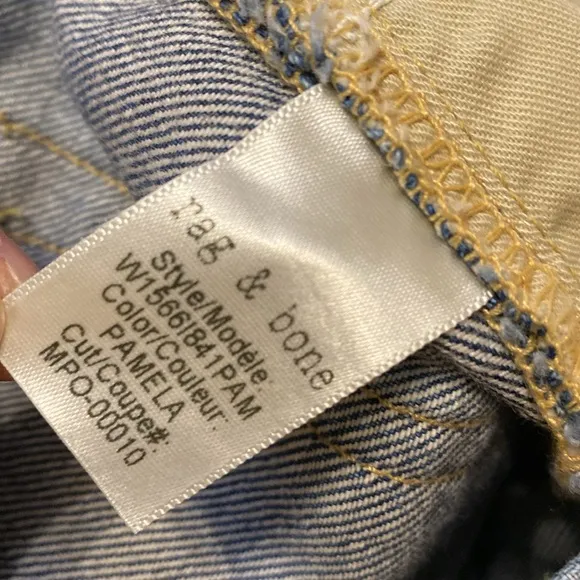 rag & bone
Style/Modèle:
W1566I841PAM
Color/Couleur:
PAMELA
Cut/Coupe#:
MPO-00010